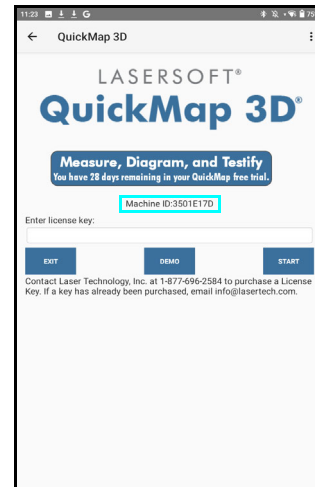 11:23 G 75
QuickMap 3D
LASERSOFT®
QuickMap 3D®
Measure, Diagram, and Testify
You have 28 days remaining in your QuickMap free trial.
Machine ID:3501E17D
Enter license key:
EXIT DEMO START
Contact Laser Technology, Inc. at 1-877-696-2584 to purchase a License
Key. If a key has already been purchased, email info@lasertech.com.